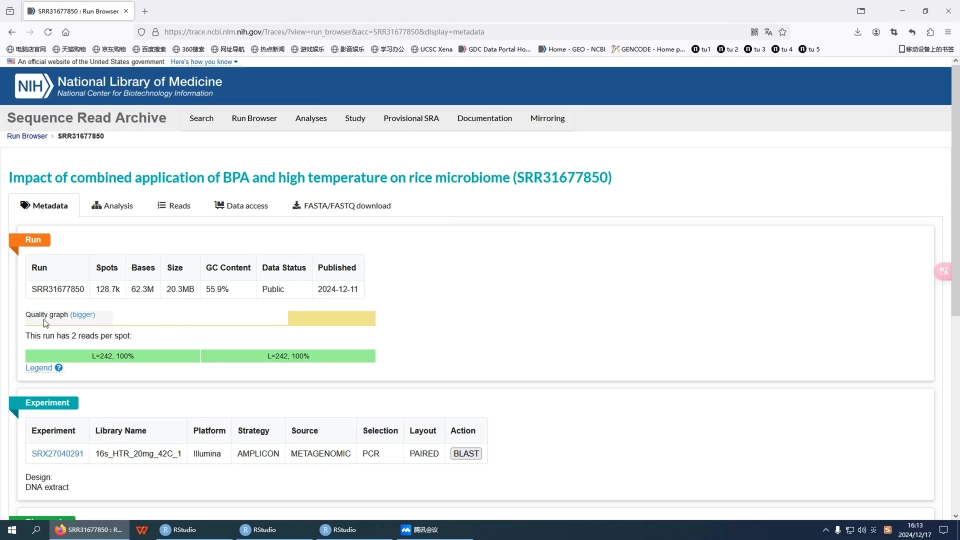 SRR31677850 : Run Browser
https://trace.ncbi.nlm.nih.gov/Traces/?view=run_browser&acc=SRR31677850&display=metadata
电脑店官网 天猫购物 京东购物 百度搜索 360搜索 网址导航 热点新闻 游戏娱乐 影音娱乐 学习办公 UCSC Xena GDC Data Portal Ho... Home - GEO - NCBI GENCODE - Home p... tu1 tu 2 tu 3 tu 4 tu 5 移动设备上的书签
An official website of the United States government Here's how you know
NIH National Library of Medicine
National Center for Biotechnology Information
Sequence Read Archive Search Run Browser Analyses Study Provisional SRA Documentation Mirroring
Run Browser › SRR31677850
Impact of combined application of BPA and high temperature on rice microbiome (SRR31677850)
Metadata Analysis Reads Data access FASTA/FASTQ download
Run
Run Spots Bases Size GC Content Data Status Published
SRR31677850 128.7k 62.3M 20.3MB 55.9% Public 2024-12-11
Quality graph (bigger)
This run has 2 reads per spot:
L=242, 100% L=242, 100%
Legend ?
Experiment
Experiment Library Name Platform Strategy Source Selection Layout Action
SRX27040291 16s_HTR_20mg_42C_1 Illumina AMPLICON METAGENOMIC PCR PAIRED BLAST
Design:
DNA extract
SRR31677850 : R... RStudio RStudio RStudio 腾讯会议 英 16:13
2024/12/17